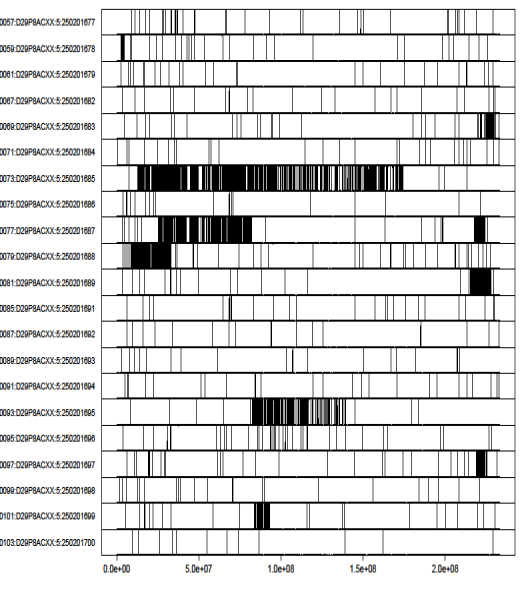 0057:D29P8ACXX:5:250201677
0059:D29P8ACXX:5:250201678
0061:D29P8ACXX:5:250201679
0067:D29P8ACXX:5:250201682
0069:D29P8ACXX:5:250201683
0071:D29P8ACXX:5:250201684
0073:D29P8ACXX:5:250201685
0075:D29P8ACXX:5:250201686
0077:D29P8ACXX:5:250201687
0079:D29P8ACXX:5:250201688
0081:D29P8ACXX:5:250201689
0085:D29P8ACXX:5:250201691
0087:D29P8ACXX:5:250201692
0089:D29P8ACXX:5:250201693
0091:D29P8ACXX:5:250201694
0093:D29P8ACXX:5:250201695
0095:D29P8ACXX:5:250201696
0097:D29P8ACXX:5:250201697
0099:D29P8ACXX:5:250201698
0101:D29P8ACXX:5:250201699
0103:D29P8ACXX:5:250201700
0.0e+00 5.0e+07 1.0e+08 1.5e+08 2.0e+08